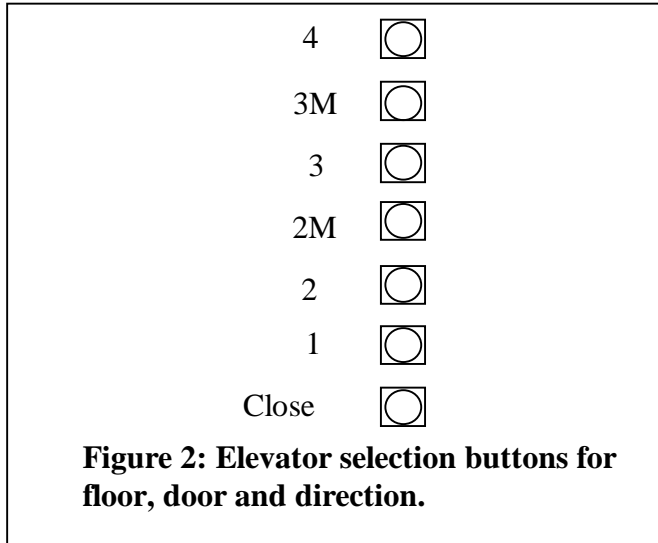 4
3M
3
2M
2
1
Close
Figure 2: Elevator selection buttons for
floor, door and direction.